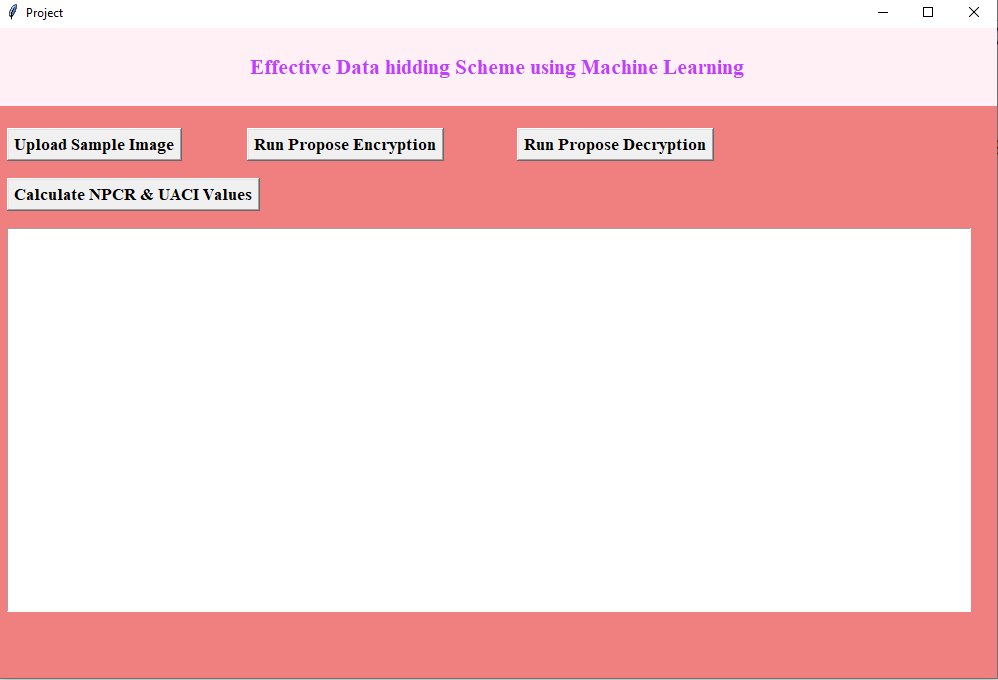 Project
Effective Data hidding Scheme using Machine Learning
Upload Sample Image
Run Propose Encryption
Run Propose Decryption
Calculate NPCR & UACI Values